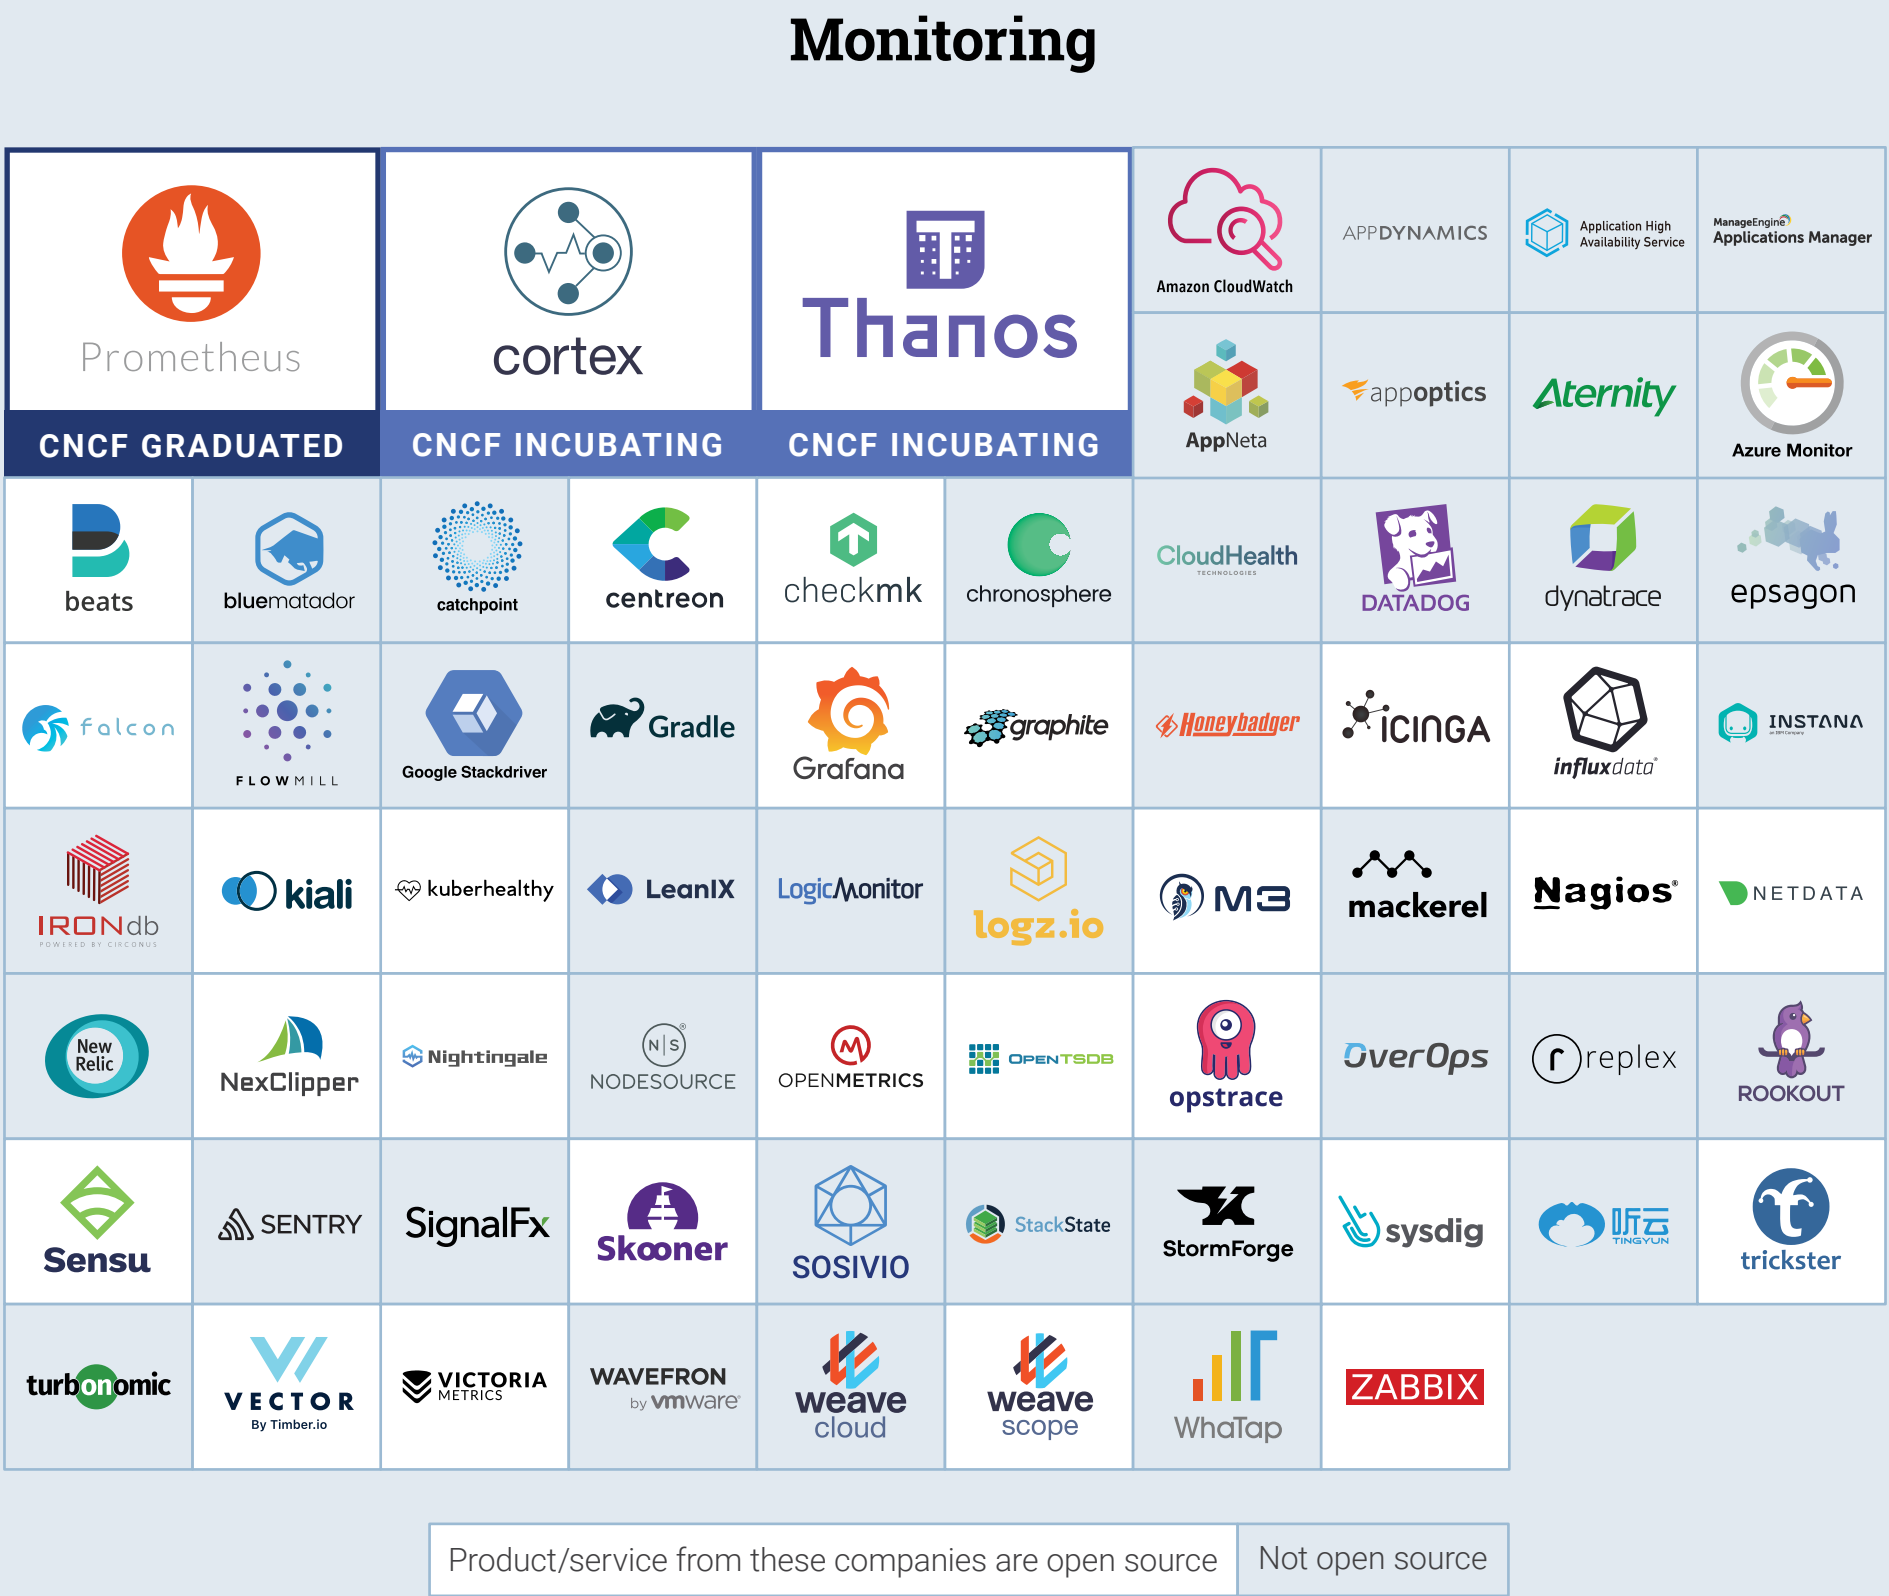 Monitoring
Prometheus
CNCF GRADUATED
cortex
CNCF INCUBATING
Thanos
CNCF INCUBATING
Amazon CloudWatch
APPDYNAMICS
Application High
Availability Service
ManageEngine
Applications Manager
AppNeta
appoptics
Aternity
Azure Monitor
beats
bluematador
catchpoint
centreon
checkmk
chronosphere
CloudHealth
TECHNOLOGIES
DATADOG
dynatrace
epsagon
falcon
FLOWMILL
Google Stackdriver
Gradle
Grafana
graphite
Honeybadger
ICINGA
influxdata®
INSTANA
an IBM Company
IRONdb
POWERED BY CIRCONUS
kiali
kuberhealthy
LeanIX
LogicMonitor
logz.io
M3
mackerel
Nagios®
NETDATA
New
Relic
NexClipper
Nightingale
N|S®
NODESOURCE
OPENMETRICS
OPENTSDB
opstrace
OverOps
r replex
ROOKOUT
Sensu
SENTRY
SignalFx
Skooner
SOSIVIO
StackState
StormForge
sysdig
听云
TINGYUN
trickster
turbonomic
VECTOR
By Timber.io
VICTORIA
METRICS
WAVEFRON
by vmware®
weave
cloud
weave
scope
WhaTap
ZABBIX
Product/service from these companies are open source
Not open source